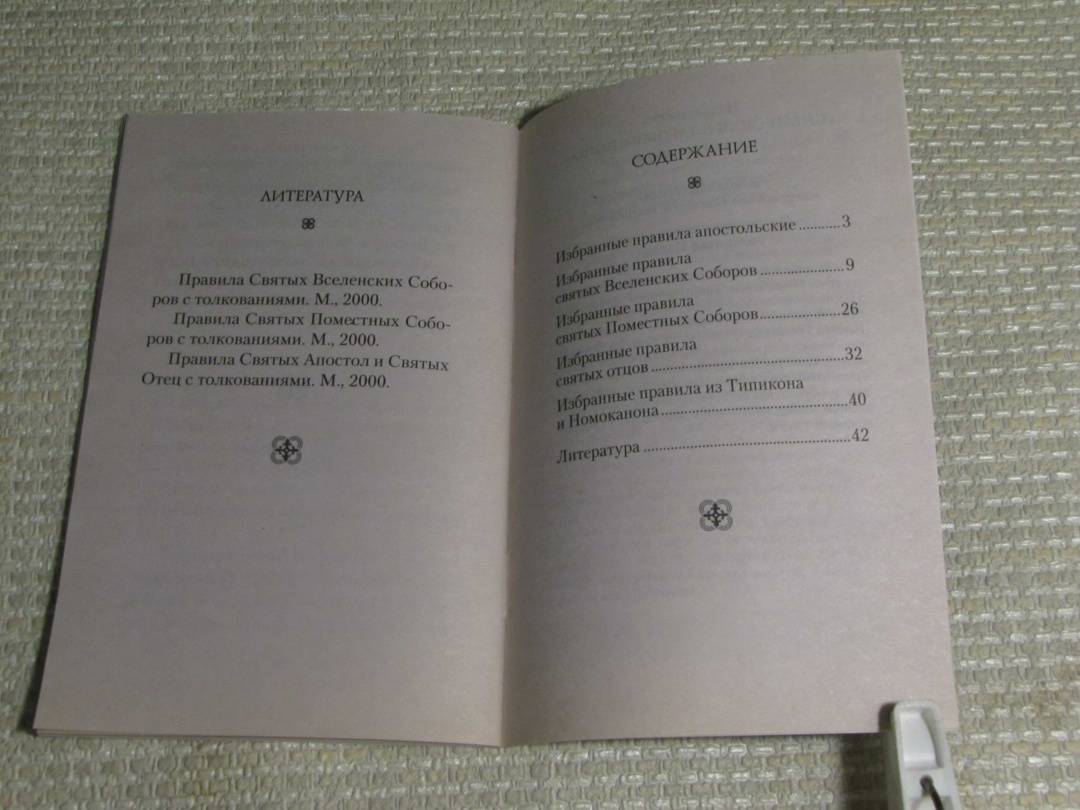 ЛИТЕРАТУРА
Правила Святых Вселенских Собо-
ров с толкованиями. М., 2000.
Правила Святых Поместных Собо-
ров с толкованиями. М., 2000.
Правила Святых Апостол и Святых
Отец с толкованиями. М., 2000.
СОДЕРЖАНИЕ
Избранные правила апостольские ...........3
Избранные правила
святых Вселенских Соборов ......................9
Избранные правила
святых Поместных Соборов.....................26
Избранные правила
святых отцов ..............................................32
Избранные правила из Типикона
и Номоканона............................................40
Литература .................................................42